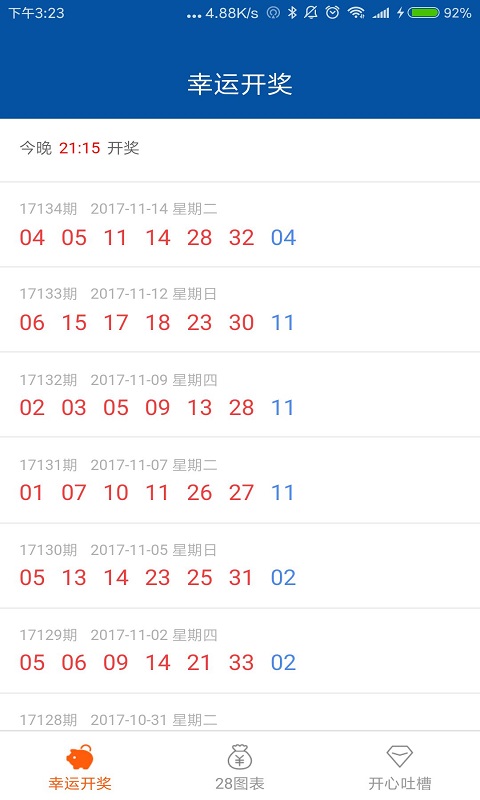 下午3:23 ... 4.88K/s 92%
幸运开奖
今晚 21:15 开奖
17134期 2017-11-14 星期二
04 05 11 14 28 32 04
17133期 2017-11-12 星期日
06 15 17 18 23 30 11
17132期 2017-11-09 星期四
02 03 05 09 13 28 11
17131期 2017-11-07 星期二
01 07 10 11 26 27 11
17130期 2017-11-05 星期日
05 13 14 23 25 31 02
17129期 2017-11-02 星期四
05 06 09 14 21 33 02
17128期 2017-10-31 星期二
幸运开奖 28图表 开心吐槽